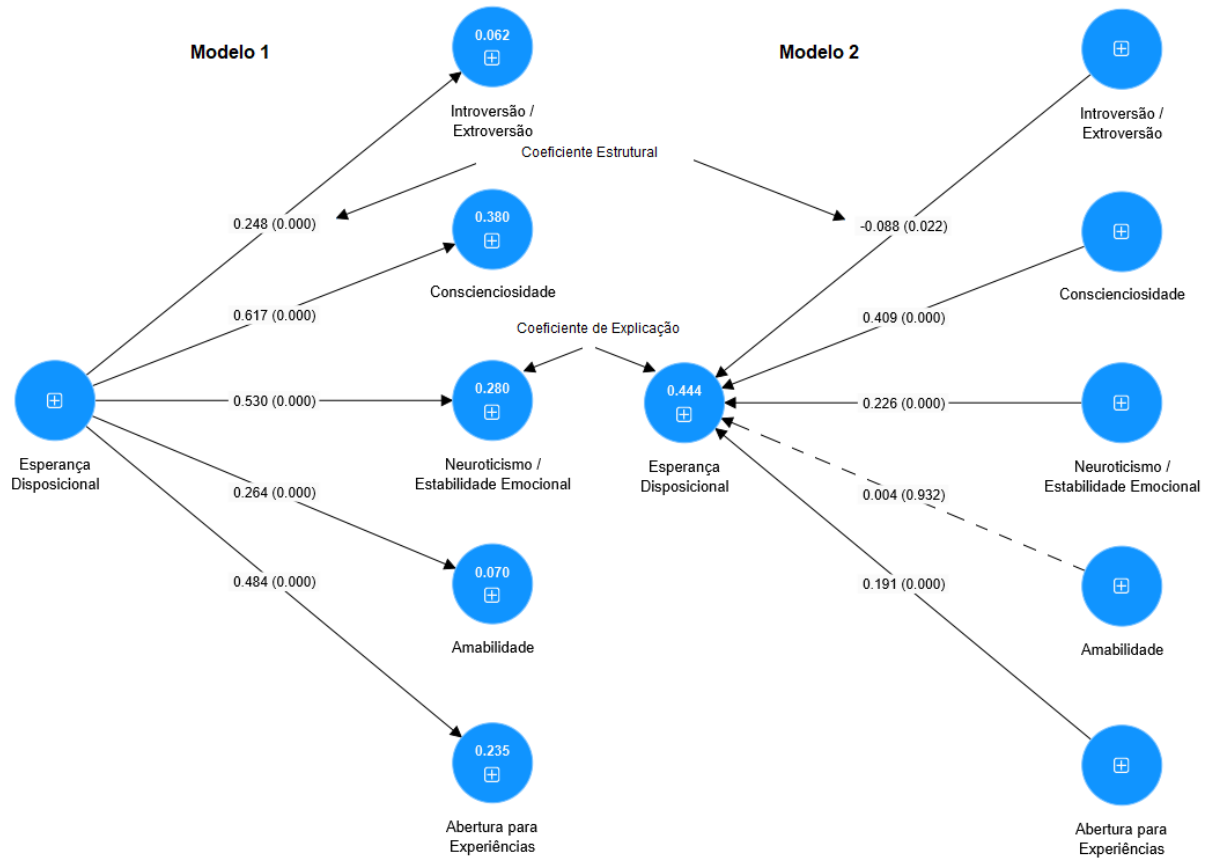 Modelo 1
0.062
Introversão /
Extroversão
0.248 (0.000)
0.380
Conscienciosidade
0.617 (0.000)
0.280
Neuroticismo /
Estabilidade Emocional
0.530 (0.000)
Esperança
Disposicional
0.264 (0.000)
0.070
Amabilidade
0.484 (0.000)
0.235
Abertura para
Experiências
Coeficiente Estrutural
Coeficiente de Explicação
Modelo 2
Introversão /
Extroversão
-0.088 (0.022)
Conscienciosidade
0.409 (0.000)
0.444
Esperança
Disposicional
0.226 (0.000)
Neuroticismo /
Estabilidade Emocional
0.004 (0.932)
Amabilidade
0.191 (0.000)
Abertura para
Experiências